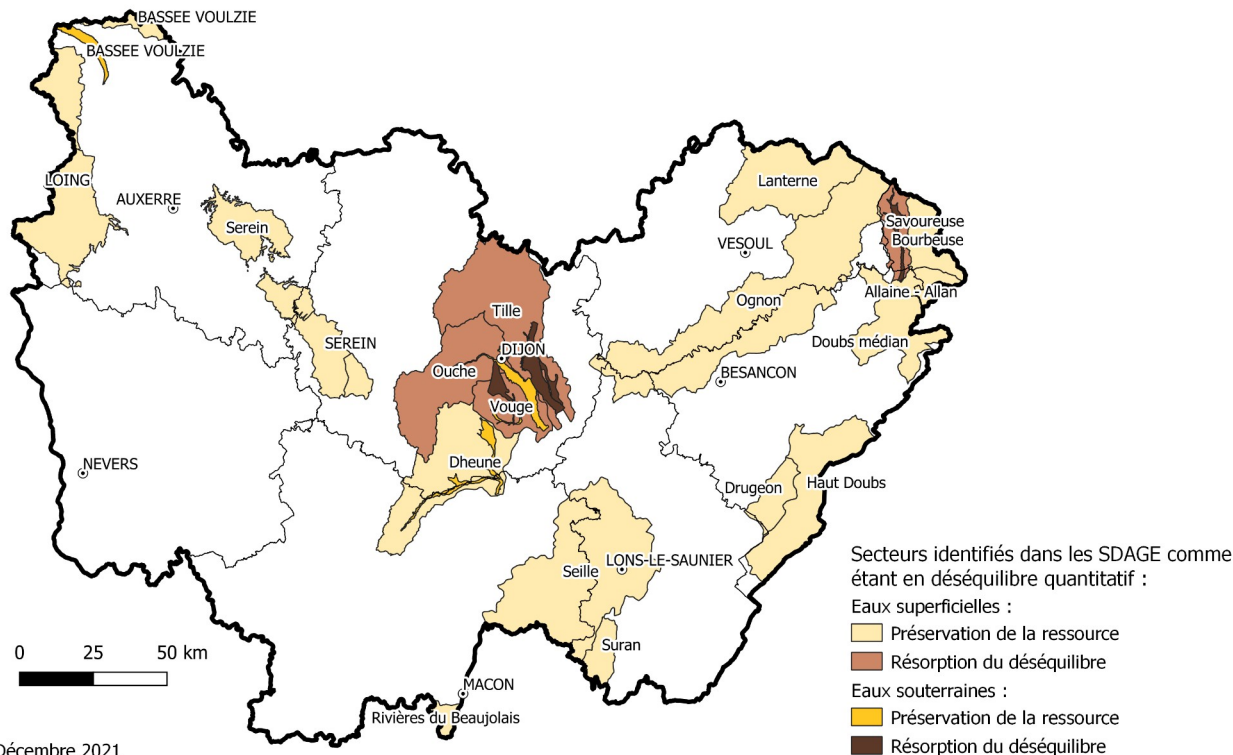 BASSEE VOULZIE
BASSEE VOULZIE
LOING
AUXERRE
Serein
Lanterne
Savoureuse
Bourbeuse
VESOUL
Ognon
Allaine - Allan
Tille
SEREIN
DIJON
Doubs médian
Ouche
BESANCON
Vouge
NEVERS
Dheune
Drugeon
Haut Doubs
Seille
LONS-LE-SAUNIER
Suran
MACON
Rivières du Beaujolais
0 25 50 km
Décembre 2021
Secteurs identifiés dans les SDAGE comme
étant en déséquilibre quantitatif :
Eaux superficielles :
Préservation de la ressource
Résorption du déséquilibre
Eaux souterraines :
Préservation de la ressource
Résorption du déséquilibre